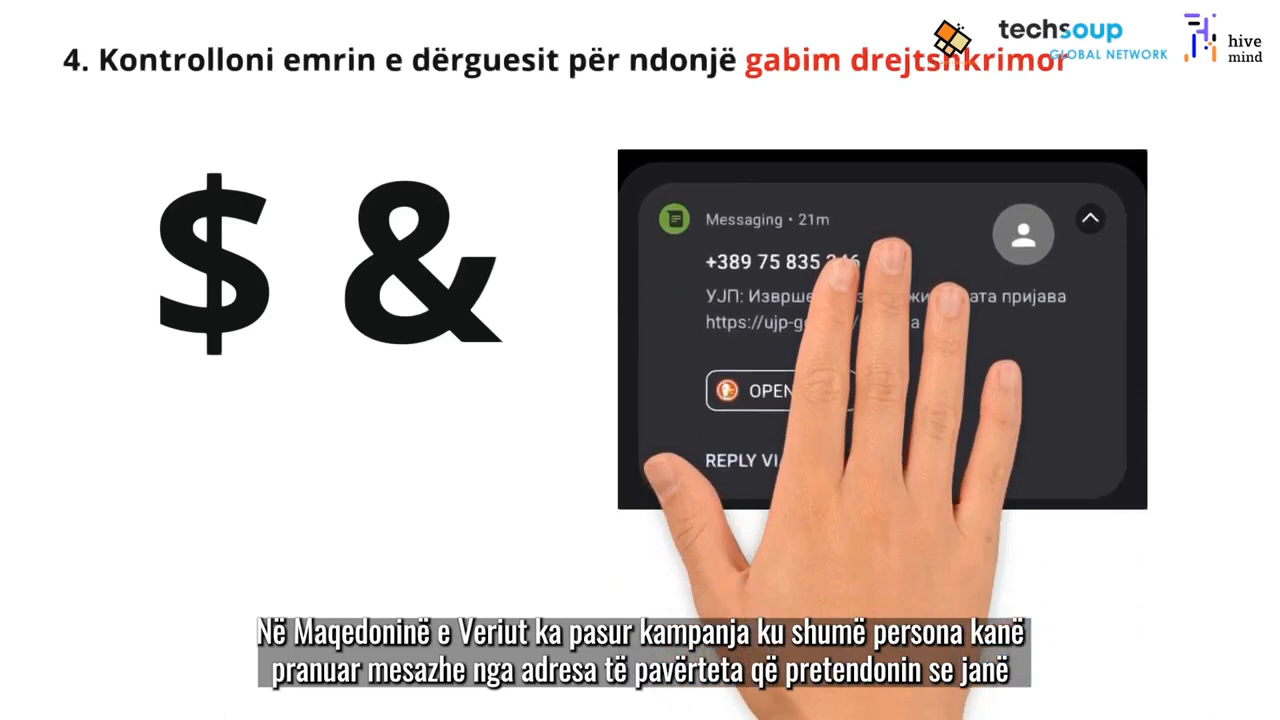 techsoup
GLOBAL NETWORK
hive
mind
4. Kontrolloni emrin e dërguesit për ndonjë gabim drejtshkrimor
$ &
Messaging • 21m
+389 75 835
УЈП: пријава
https://ujp-g
OPEN
REPLY
Në Maqedoninë e Veriut ka pasur kampanja ku shumë persona kanë
pranuar mesazhe nga adresa të pavërteta që pretendonin se janë